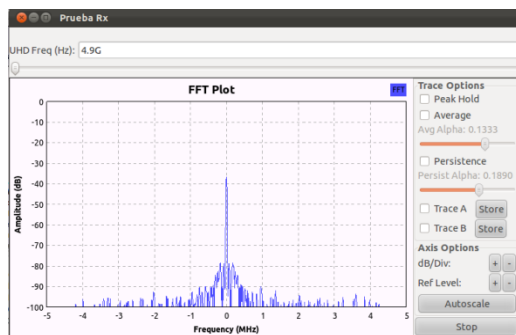 Prueba Rx
UHD Freq (Hz): 4.9G
FFT Plot
FFT
Amplitude (dB)
0
-10
-20
-30
-40
-50
-60
-70
-80
-90
-100
-5 -4 -3 -2 -1 0 1 2 3 4 5
Frequency (MHz)
Trace Options
Peak Hold
Average
Avg Alpha: 0.1333
Persistence
Persist Alpha: 0.1890
Trace A Store
Trace B Store
Axis Options
dB/Div: + -
Ref Level: + -
Autoscale
Stop